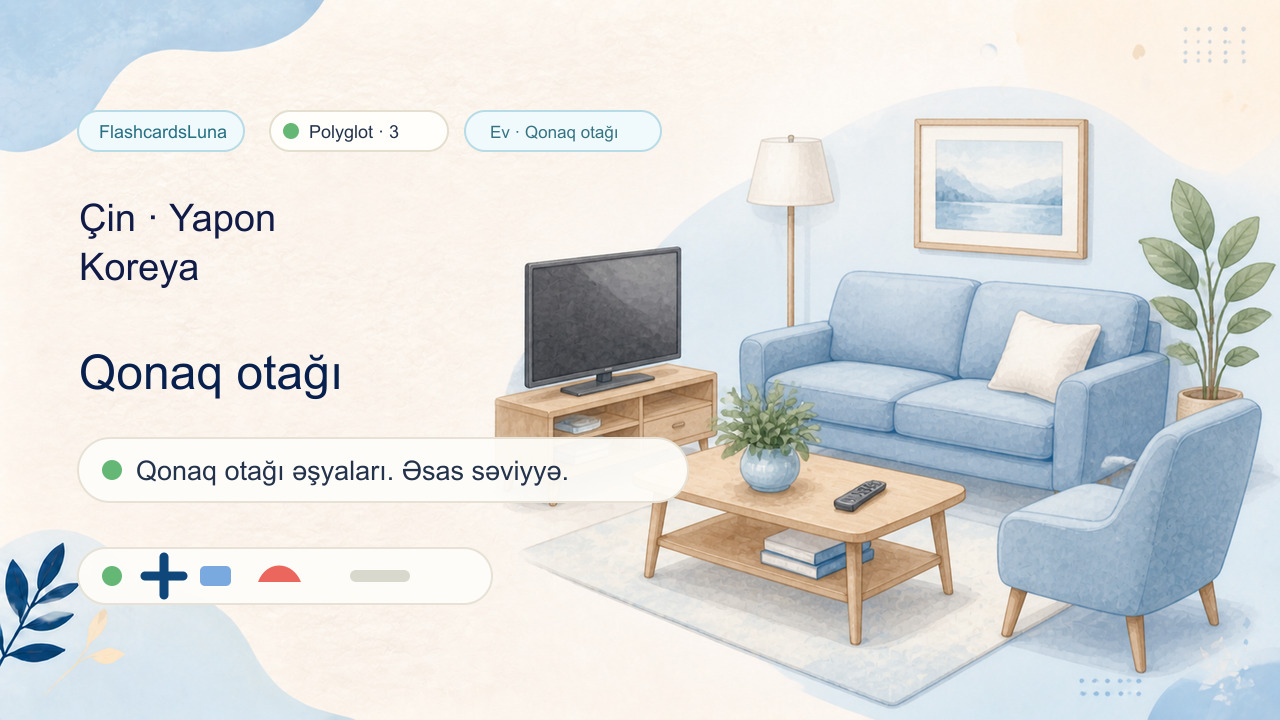 FlashcardsLuna
Polyglot · 3
Ev · Qonaq otağı
Çin · Yapon
Koreya
Qonaq otağı
Qonaq otağı əşyaları. Əsas səviyyə.